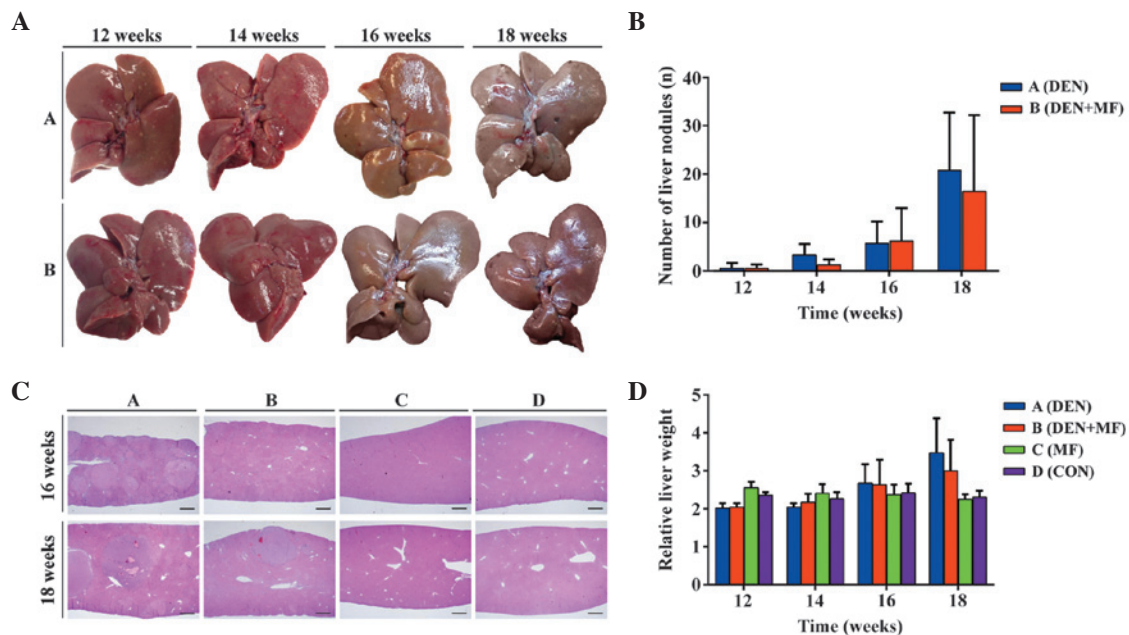 A
12 weeks 14 weeks 16 weeks 18 weeks
A
B
B
Number of liver nodules (n)
40
30
20
10
0
12 14 16 18
Time (weeks)
A (DEN)
B (DEN+MF)
C
A B C D
16 weeks
18 weeks
D
Relative liver weight
5
4
3
2
1
0
12 14 16 18
Time (weeks)
A (DEN)
B (DEN+MF)
C (MF)
D (CON)